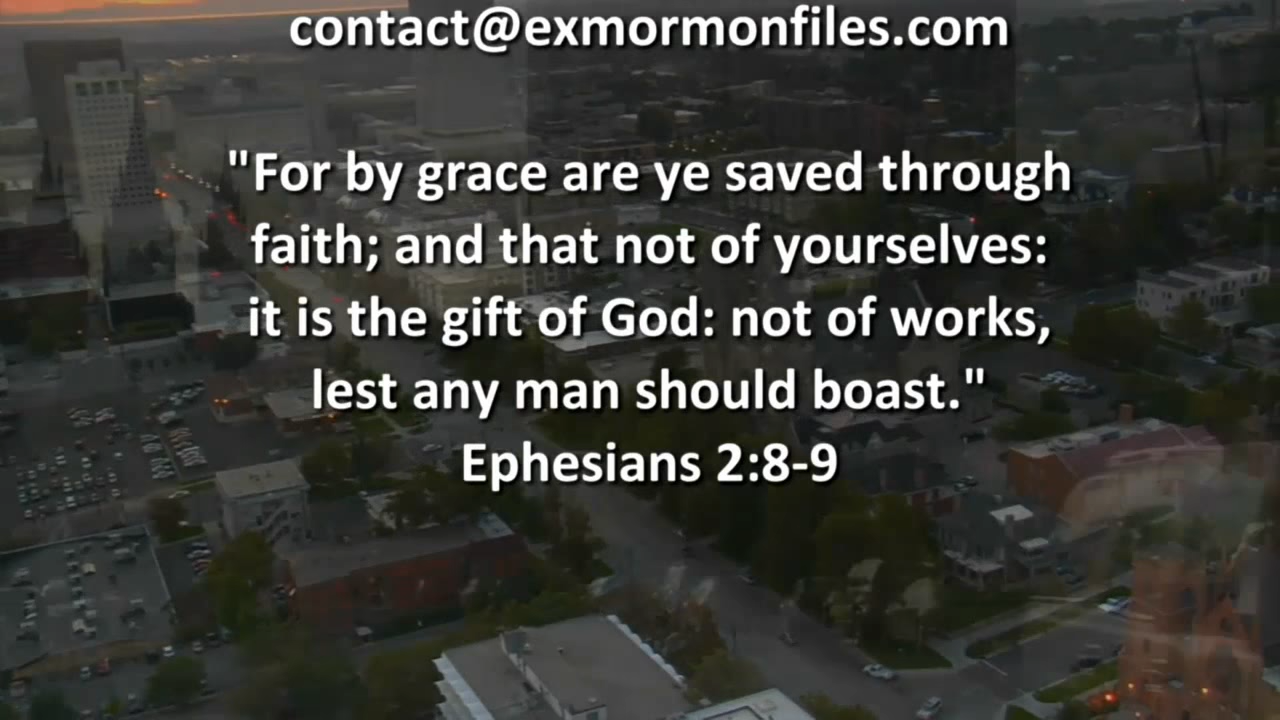 contact@exmormonfiles.com
"For by grace are ye saved through
faith; and that not of yourselves:
it is the gift of God: not of works,
lest any man should boast."
Ephesians 2:8-9